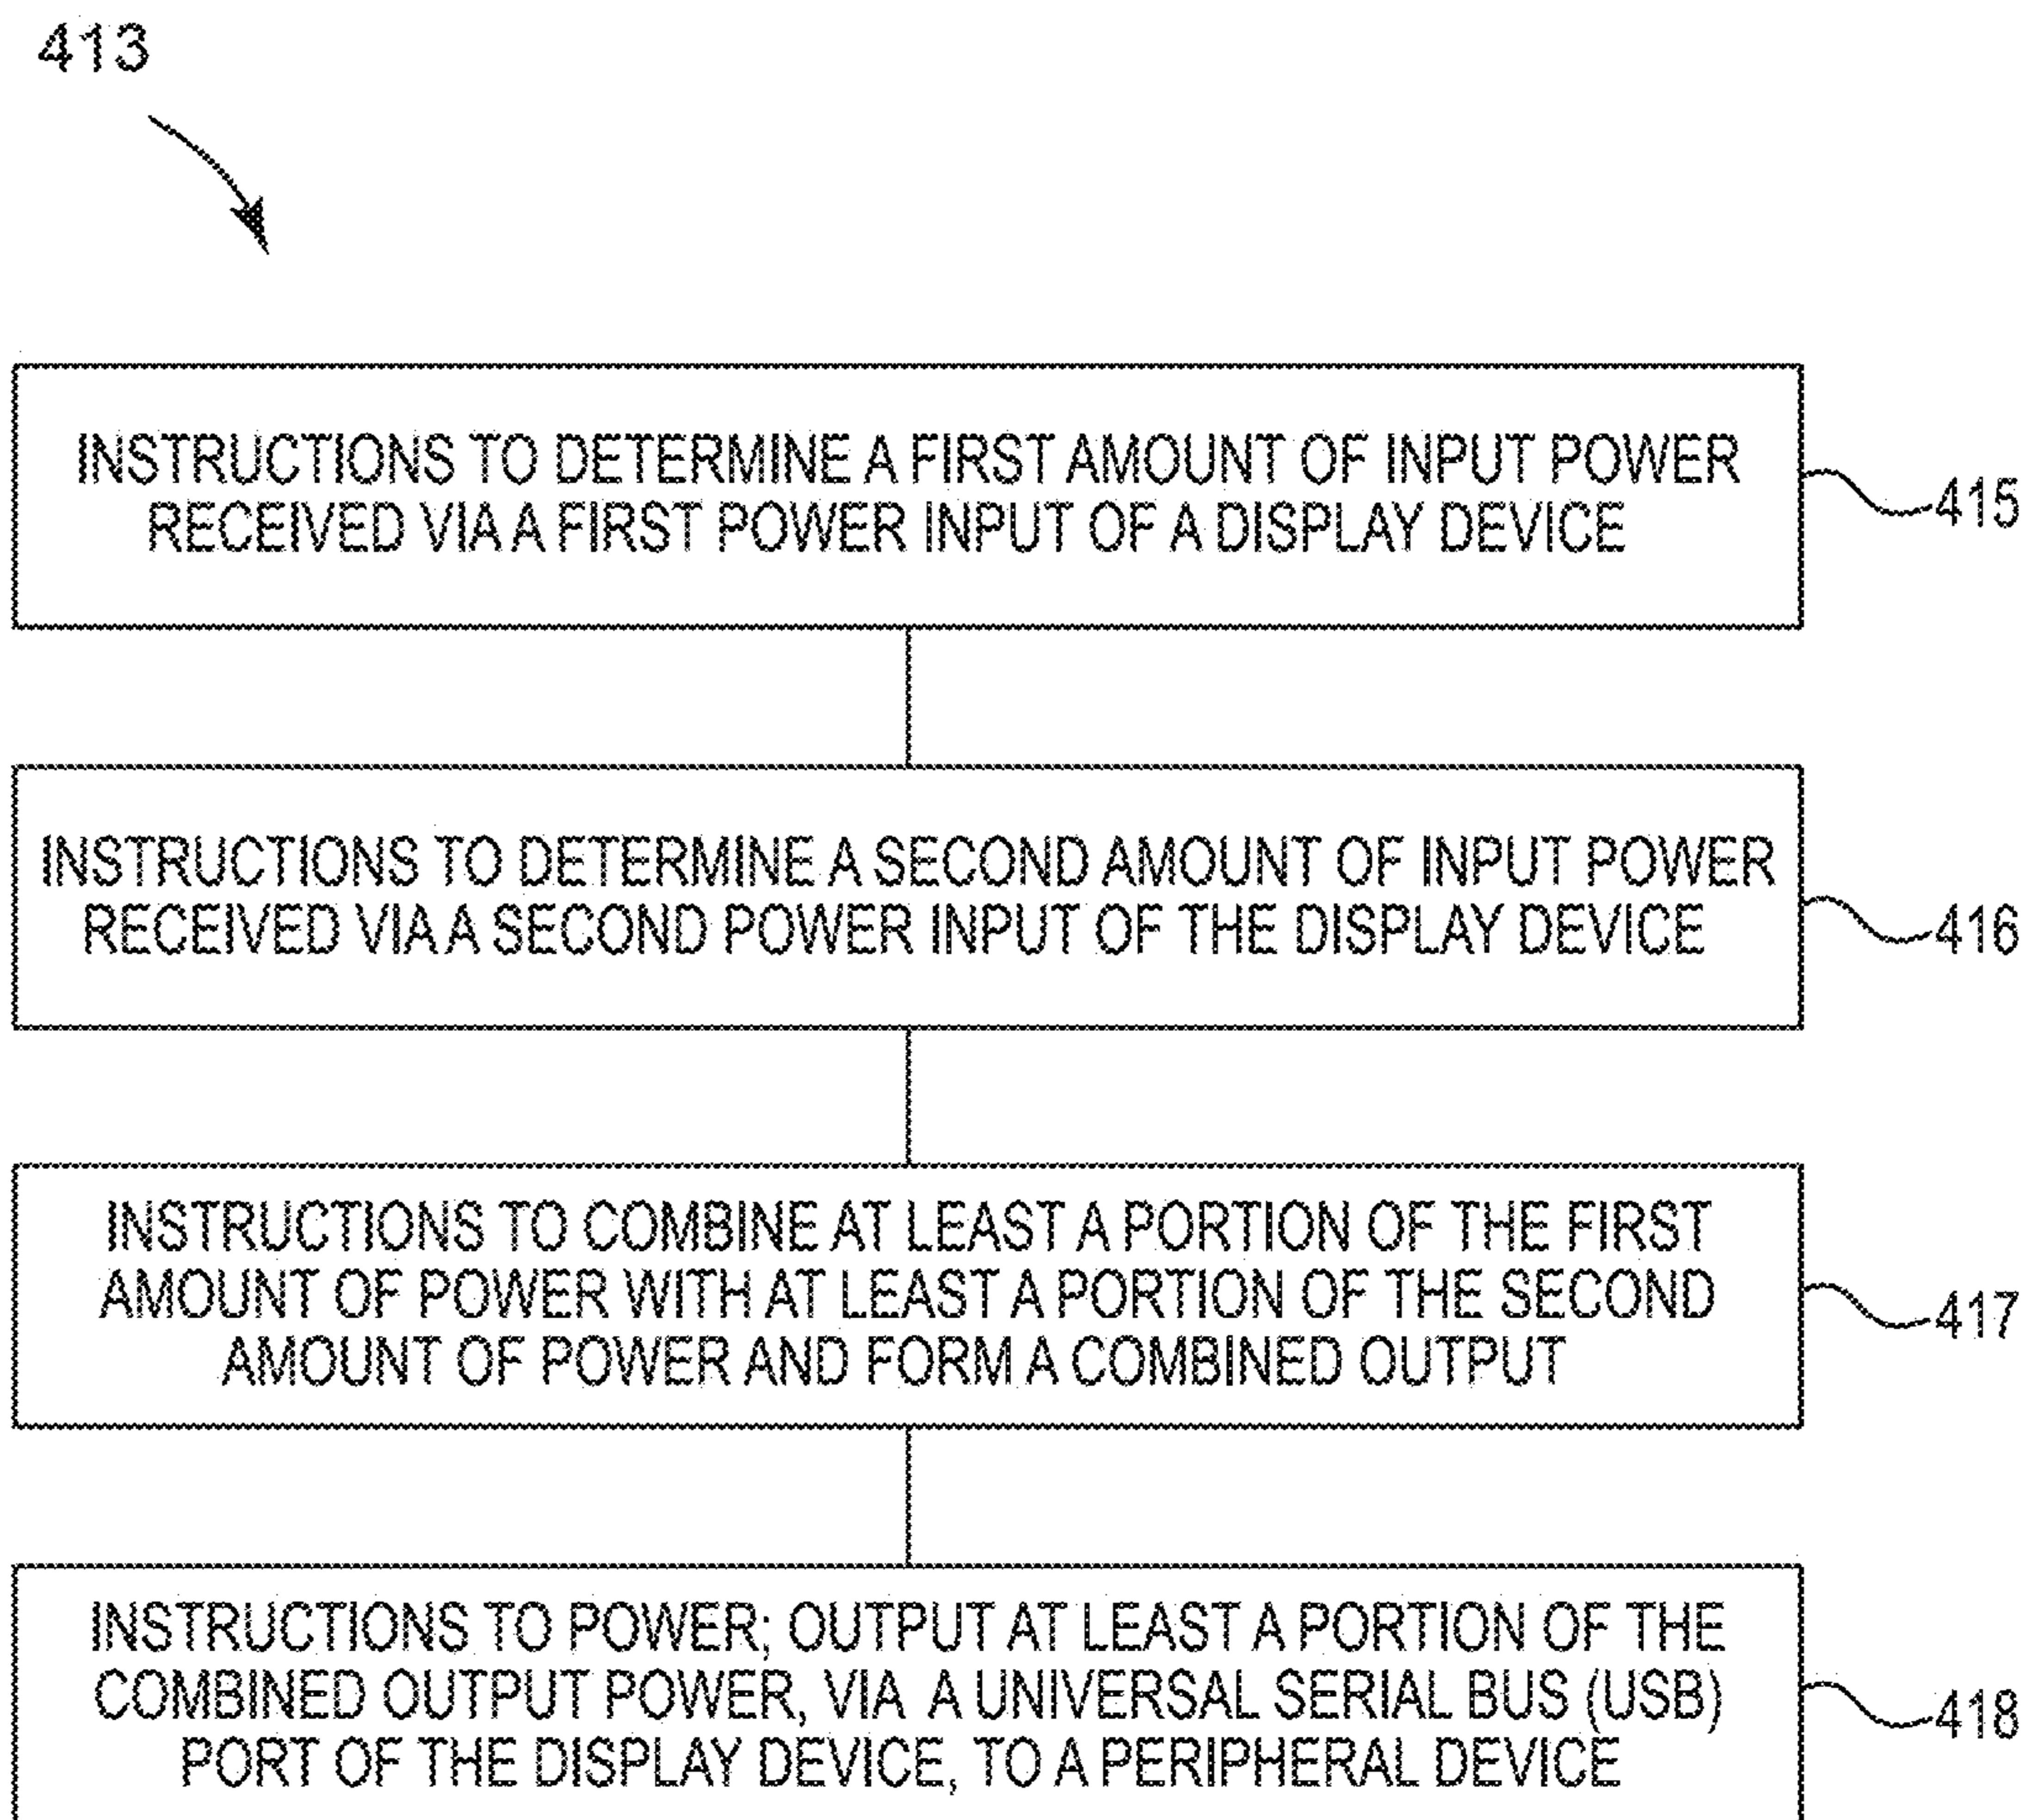 413
INSTRUCTIONS TO DETERMINE A FIRST AMOUNT OF INPUT POWER
RECEIVED VIA A FIRST POWER INPUT OF A DISPLAY DEVICE
415
INSTRUCTIONS TO DETERMINE A SECOND AMOUNT OF INPUT POWER
RECEIVED VIA A SECOND POWER INPUT OF THE DISPLAY DEVICE
416
INSTRUCTIONS TO COMBINE AT LEAST A PORTION OF THE FIRST
AMOUNT OF POWER WITH AT LEAST A PORTION OF THE SECOND
AMOUNT OF POWER AND FORM A COMBINED OUTPUT
417
INSTRUCTIONS TO POWER; OUTPUT AT LEAST A PORTION OF THE
COMBINED OUTPUT POWER, VIA A UNIVERSAL SERIAL BUS (USB)
PORT OF THE DISPLAY DEVICE, TO A PERIPHERAL DEVICE
418